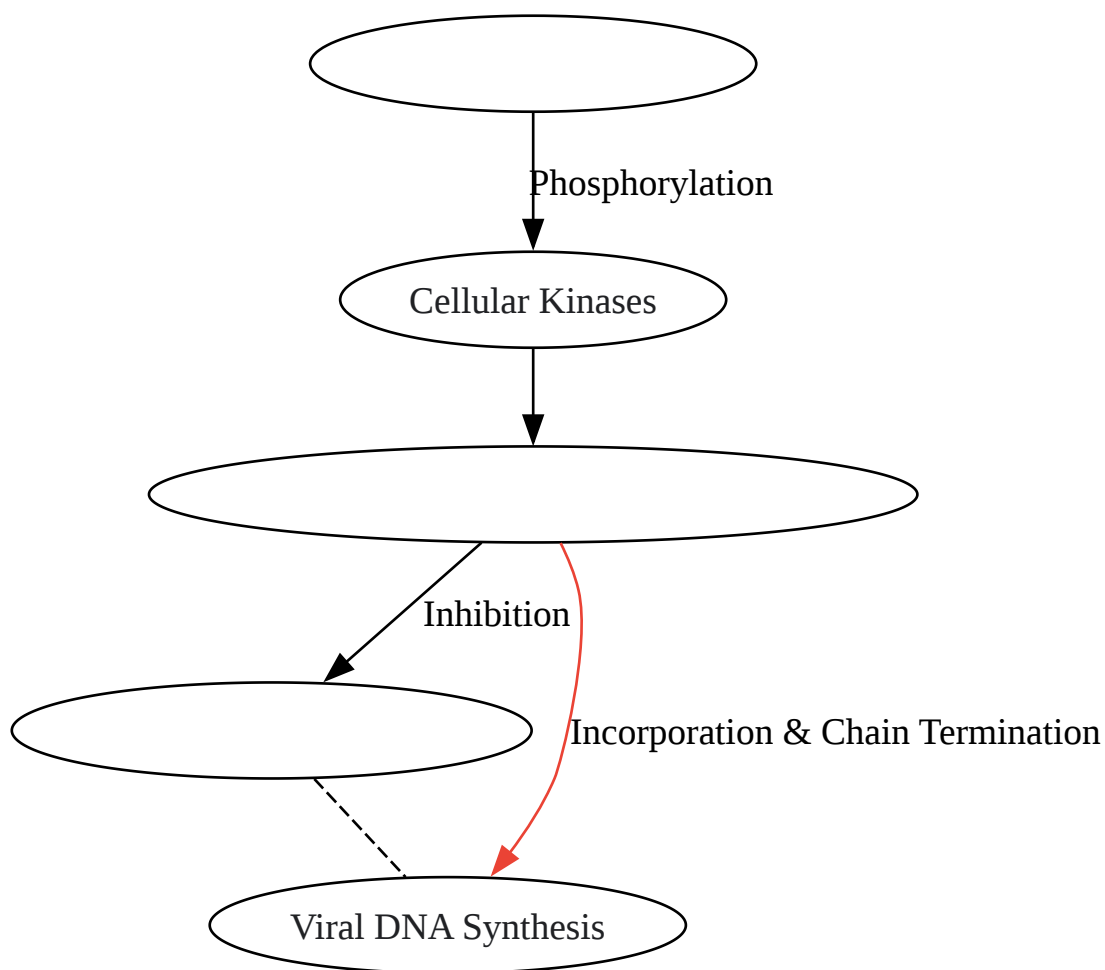 Phosphorylation
Cellular Kinases
Inhibition
Incorporation & Chain Termination
Viral DNA Synthesis